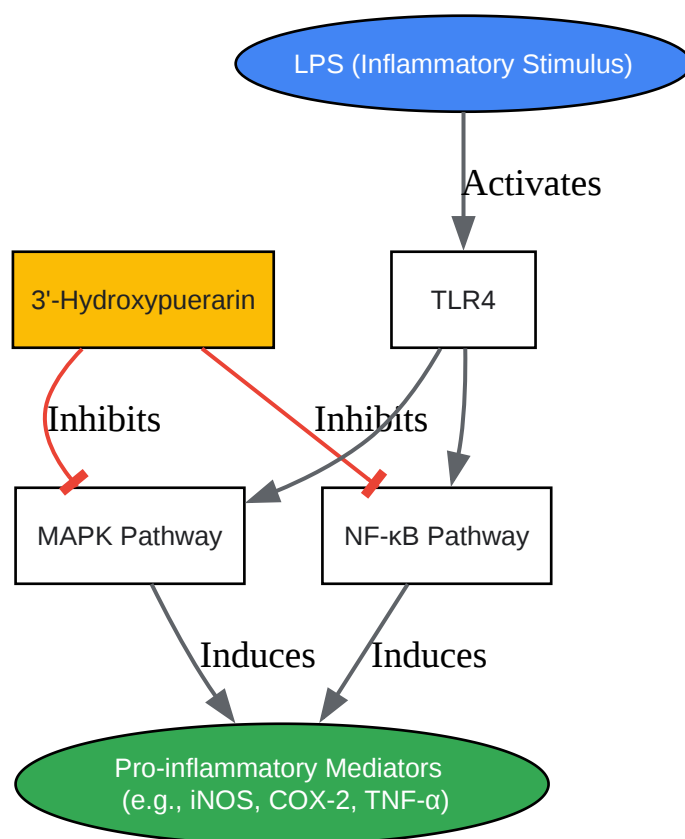 LPS (Inflammatory Stimulus)
Activates
3'-Hydroxypuerarin
TLR4
Inhibits
Inhibits
MAPK Pathway
NF-κB Pathway
Induces
Induces
Pro-inflammatory Mediators
(e.g., iNOS, COX-2, TNF-α)